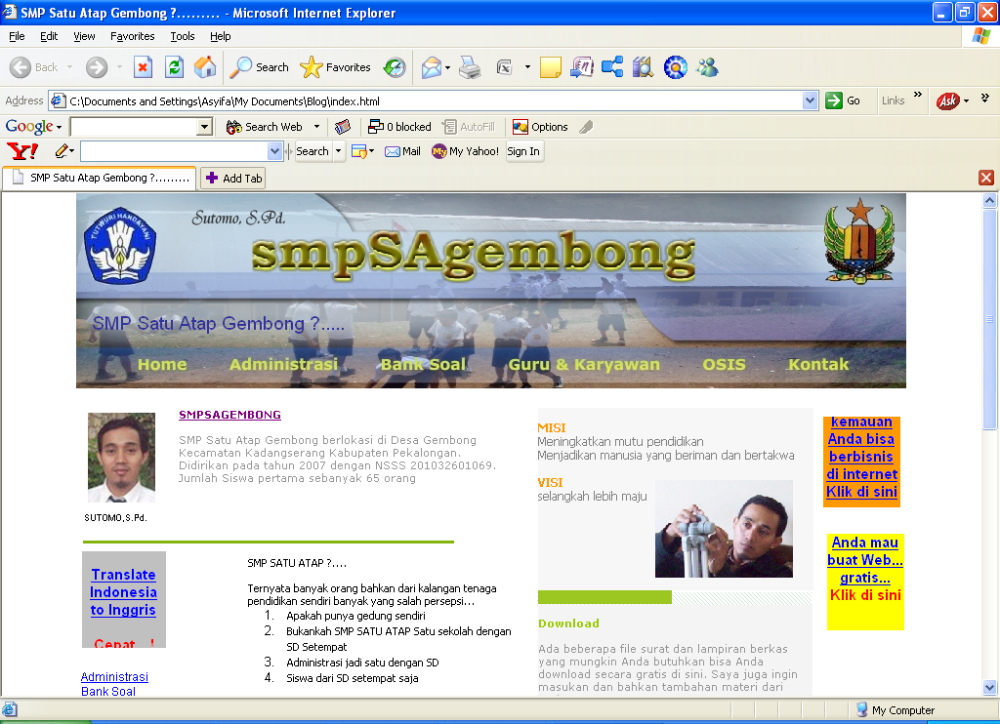 SMP Satu Atap Gembong ?......... - Microsoft Internet Explorer
File Edit View Favorites Tools Help
Back Search Favorites
Address C:\Documents and Settings\Asyifa\My Documents\Blog\index.html Go Links » Ask »
Google Search Web 0 blocked AutoFill Options
Y! Search Mail My Yahoo! Sign In
SMP Satu Atap Gembong ?......... Add Tab
TUTWURI HANDAYANI
Sutomo, S.Pd.
smpSAgembong
SMP Satu Atap Gembong ?.....
Home Administrasi Bank Soal Guru & Karyawan OSIS Kontak
SMPSAGEMBONG
SMP Satu Atap Gembong berlokasi di Desa Gembong
Kecamatan Kadangserang Kabupaten Pekalongan.
Didirikan pada tahun 2007 dengan NSSS 201032601069.
Jumlah Siswa pertama sebanyak 65 orang
SUTOMO,S.Pd.
MISI
Meningkatkan mutu pendidikan
Menjadikan manusia yang beriman dan bertakwa
VISI
selangkah lebih maju
kemauan
Anda bisa
berbisnis
di internet
Klik di sini
Translate
Indonesia
to Inggris
Cepat...!
Administrasi
Bank Soal
SMP SATU ATAP ?....
Ternyata banyak orang bahkan dari kalangan tenaga
pendidikan sendiri banyak yang salah persepsi...
1. Apakah punya gedung sendiri
2. Bukankah SMP SATU ATAP Satu sekolah dengan
SD Setempat
3. Administrasi jadi satu dengan SD
4. Siswa dari SD setempat saja
Download
Ada beberapa file surat dan lampiran berkas
yang mungkin Anda butuhkan bisa Anda
download secara gratis di sini. Saya juga ingin
masukan dan bahkan tambahan materi dari
Anda mau
buat Web...
gratis...
Klik di sini
My Computer